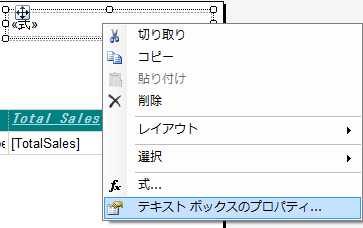 «式»
切り取り
コピー
貼り付け
削除
Total Sales
レイアウト
[TotalSales]
選択
fx 式...
テキスト ボックスのプロパティ...